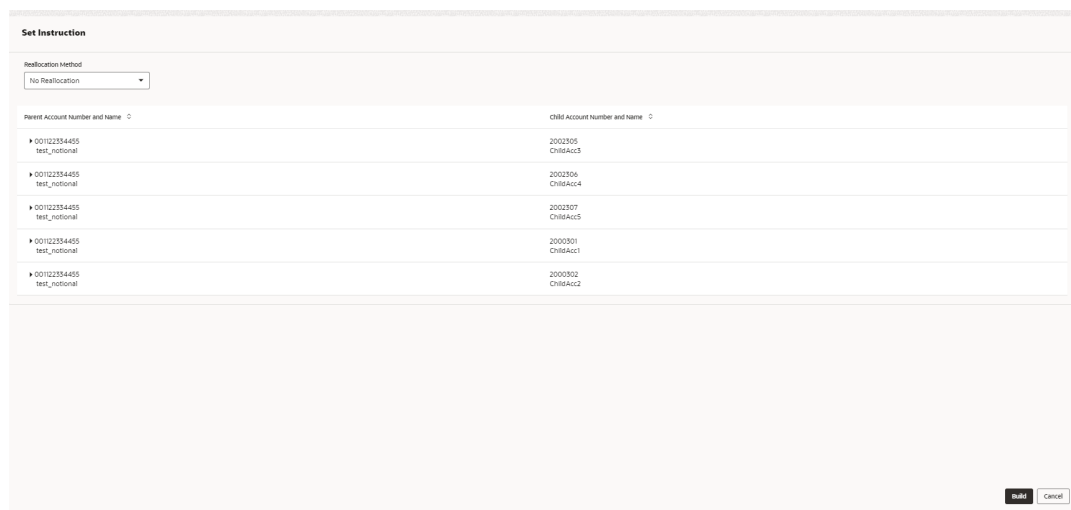 Set Instruction
Reallocation Method
No Reallocation
Parent Account Number and Name
Child Account Number and Name
001122334455
2002305
test_notional
ChildAcc3
001122334455
2002306
test_notional
ChildAcc4
001122334455
2002307
test_notional
ChildAcc5
001122334455
2000301
test_notional
ChildAcc1
001122334455
2000302
test_notional
ChildAcc2
Build
Cancel